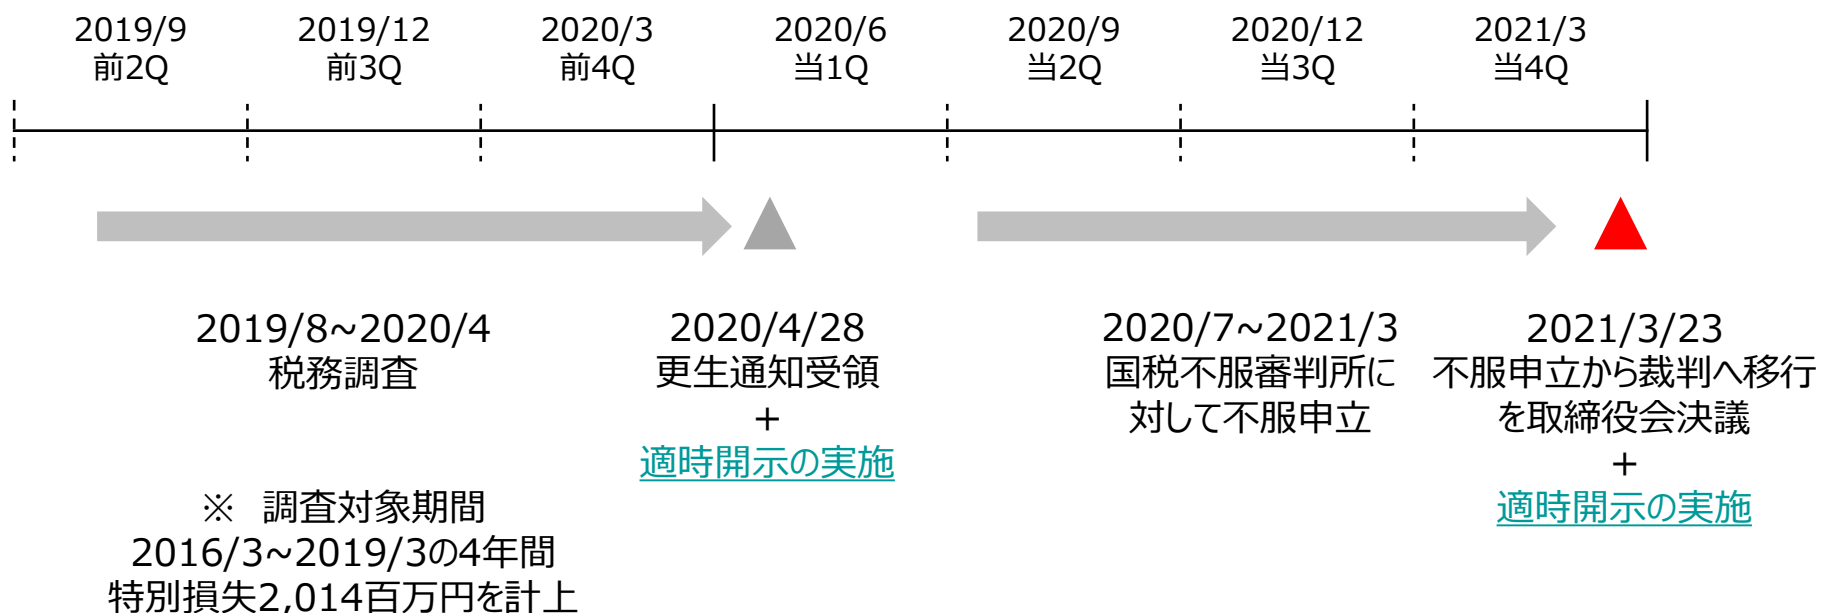 2019/9
前2Q
2019/12
前3Q
2020/3
前4Q
2020/6
当1Q
2020/9
当2Q
2020/12
当3Q
2021/3
当4Q
2019/8~2020/4
税務調査
※ 調査対象期間
2016/3~2019/3の4年間
特別損失2,014百万円を計上
2020/4/28
更生通知受領
+
適時開示の実施
2020/7~2021/3
国税不服審判所に
対して不服申立
2021/3/23
不服申立から裁判へ移行
を取締役会決議
+
適時開示の実施